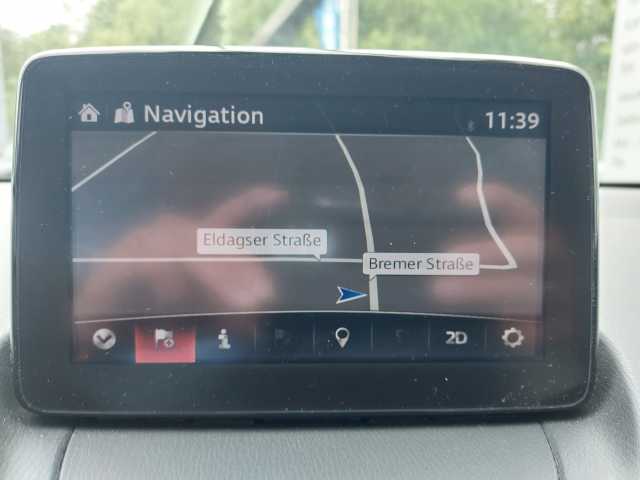 Navigation
11:39
Eldagser Straße
Bremer Straße
2D